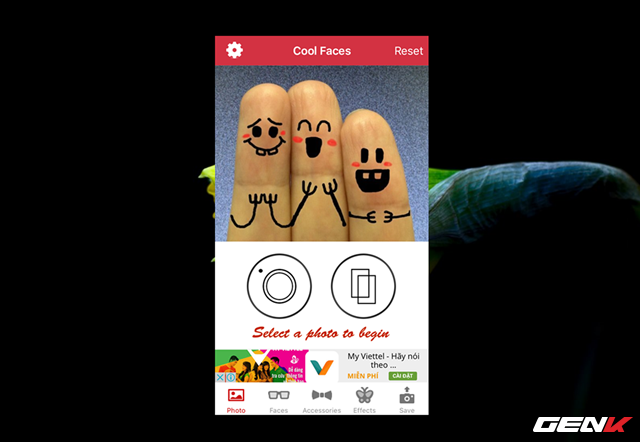 Cool Faces
Reset
Select a photo to begin
My Viettel - Hãy nói
theo ...
MIỄN PHÍ
CÀI ĐẶT
Photo
Faces
Accessories
Effects
Save
GENK